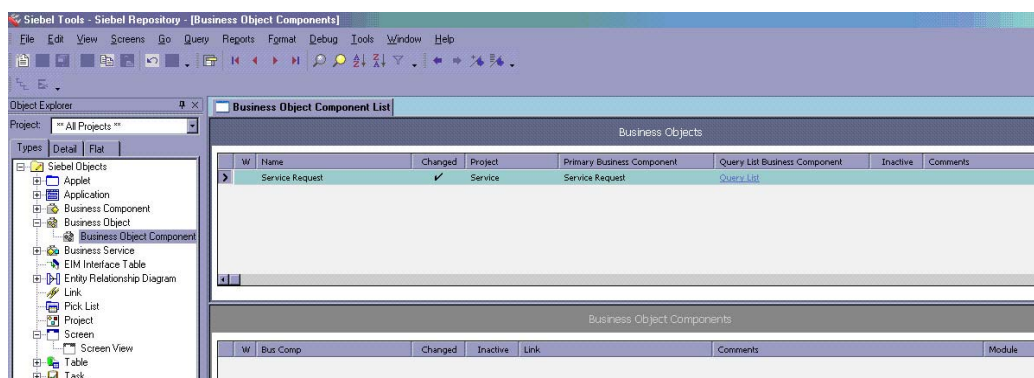 Siebel Tools - Siebel Repository - [Business Object Components]
File Edit View Screens Go Query Reports Format Debug Tools Window Help
Object Explorer
Business Object Component List
Project: ** All Projects **
Business Objects
Types Detail Flat
W Name Changed Project Primary Business Component Query List Business Component Inactive Comments
Siebel Objects
Service Request Service Service Request Query List
Applet
Application
Business Component
Business Object
Business Object Component
Business Service
EIM Interface Table
Entity Relationship Diagram
Link
Pick List
Project
Business Object Components
Screen
Screen View
W Bus Comp Changed Inactive Link Comments Module
Table
Task